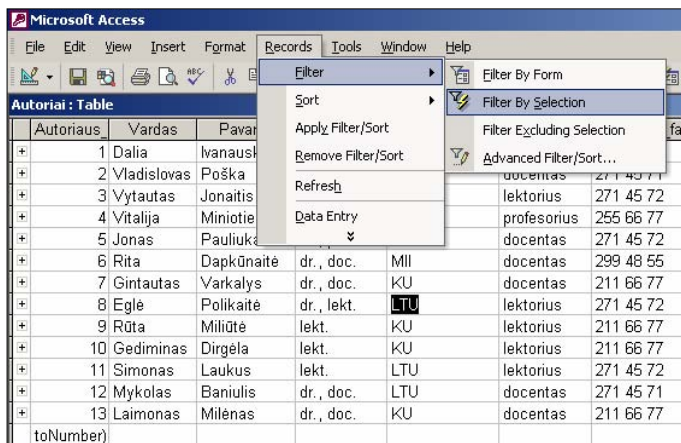 Microsoft Access
File Edit View Insert Format Records Tools Window Help
Filter
Sort
Apply Filter/Sort
Remove Filter/Sort
Refresh
Data Entry
Filter By Form
Filter By Selection
Filter Excluding Selection
Advanced Filter/Sort...
Autoriai : Table
Autoriaus_ Vardas
1 Dalia
2 Vladislovas Poška docentas 271 45 71
3 Vytautas Jonaitis lektorius 271 45 72
4 Vitalija Miniotie profesorius 255 66 77
5 Jonas Pauliuka docentas 271 45 72
6 Rita Dapkūnaitė dr., doc. MII docentas 299 48 55
7 Gintautas Varkalys dr., doc. KU docentas 211 66 77
8 Eglė Polikaitė dr., lekt. LTU lektorius 271 45 72
9 Rūta Miliūtė lekt. KU lektorius 211 66 77
10 Gediminas Dirgėla lekt. KU lektorius 211 66 77
11 Simonas Laukus lekt. LTU lektorius 271 45 72
12 Mykolas Baniulis dr., doc. LTU docentas 271 45 71
13 Laimonas Milėnas dr., doc. KU docentas 211 66 77
toNumber)